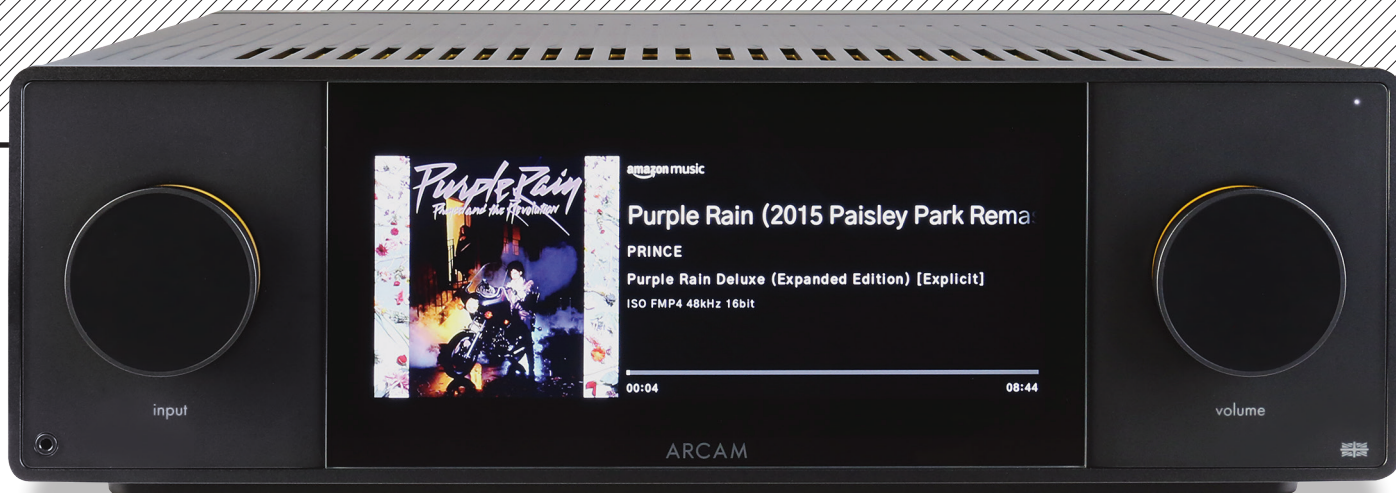 Purple Rain
Prince and the Revolution
amazon music
Purple Rain (2015 Paisley Park Remas
PRINCE
Purple Rain Deluxe (Expanded Edition) [Explicit]
ISO FMP4 48kHz 16bit
00:04
08:44
input
volume
ARCAM